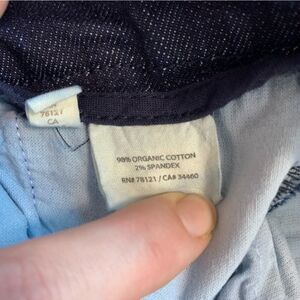 78121
CA
98% ORGANIC COTTON
2% SPANDEX
RN# 78121 / CA# 34460